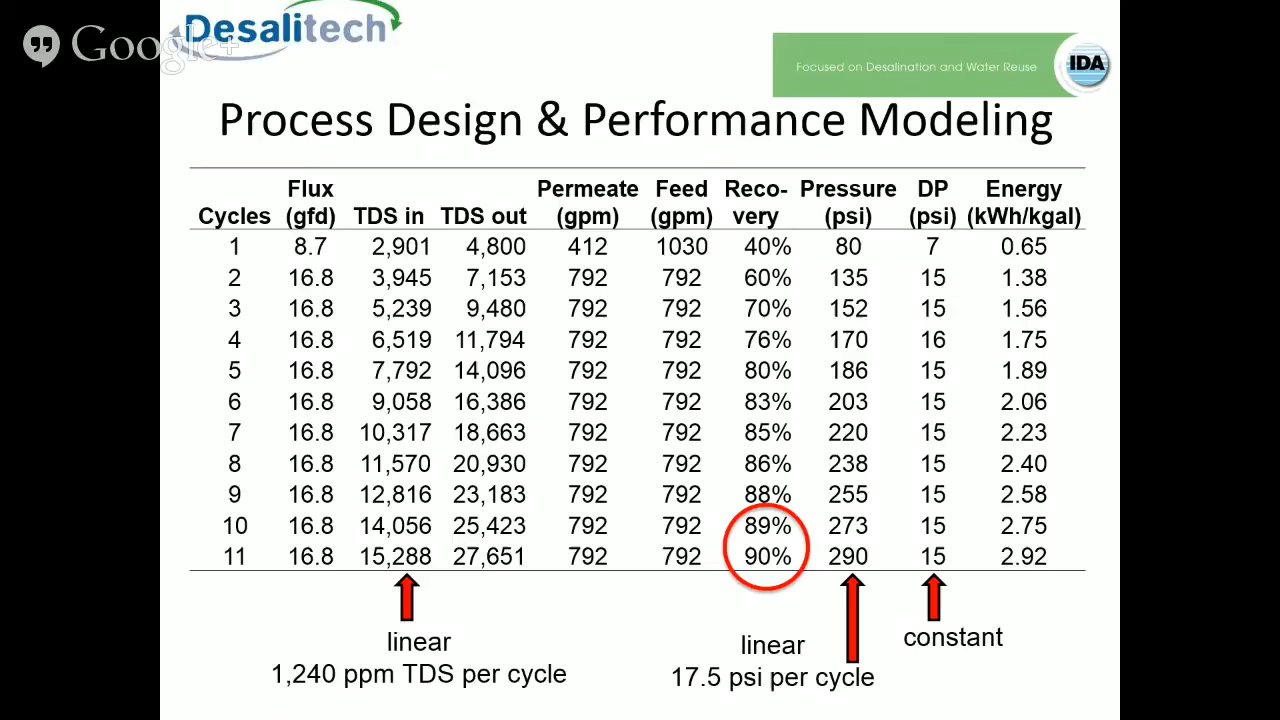 Desalitech
Google+
Focused on Desalination and Water Reuse
IDA
Process Design & Performance Modeling
Cycles Flux (gfd) TDS in TDS out Permeate (gpm) Feed (gpm) Reco-very Pressure (psi) DP (psi) Energy (kWh/kgal)
1 8.7 2,901 4,800 412 1030 40% 80 7 0.65
2 16.8 3,945 7,153 792 792 60% 135 15 1.38
3 16.8 5,239 9,480 792 792 70% 152 15 1.56
4 16.8 6,519 11,794 792 792 76% 170 16 1.75
5 16.8 7,792 14,096 792 792 80% 186 15 1.89
6 16.8 9,058 16,386 792 792 83% 203 15 2.06
7 16.8 10,317 18,663 792 792 85% 220 15 2.23
8 16.8 11,570 20,930 792 792 86% 238 15 2.40
9 16.8 12,816 23,183 792 792 88% 255 15 2.58
10 16.8 14,056 25,423 792 792 89% 273 15 2.75
11 16.8 15,288 27,651 792 792 90% 290 15 2.92
linear
1,240 ppm TDS per cycle
linear
17.5 psi per cycle
constant